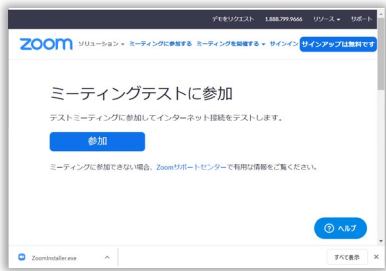 デモをリクエスト 1.888.799.9666 リソース サポート
zoom ソリューション ミーティングに参加する ミーティングを開催する サインイン サインアップは無料です
ミーティングテストに参加
テストミーティングに参加してインターネット接続をテストします。
参加
ミーティングに参加できない場合、Zoomサポートセンターで有用な情報をご覧ください。
ヘルプ
ZoomInstaller.exe すべて表示